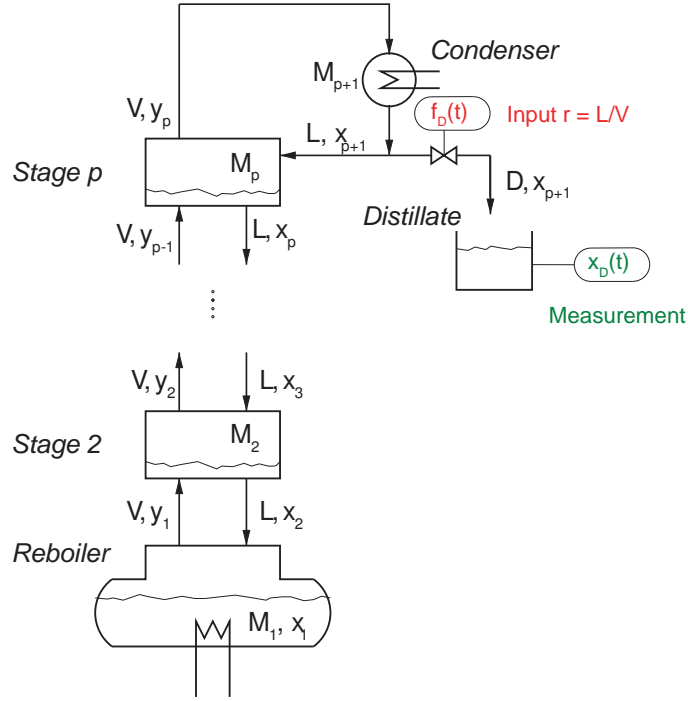 Condenser
M_{p+1}
V, y_p
f_D(t)
Input r = L/V
L, x_{p+1}
Stage p
M_p
D, x_{p+1}
Distillate
V, y_{p-1}
L, x_p
x_D(t)
Measurement
V, y_2
L, x_3
Stage 2
M_2
V, y_1
L, x_2
Reboiler
M_1, x_1